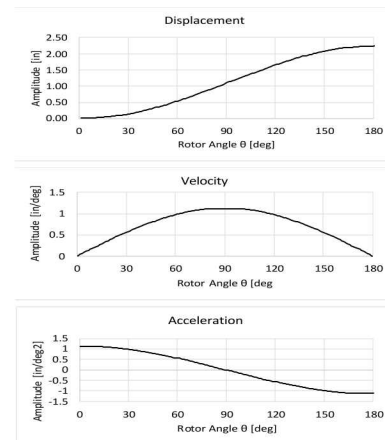 Displacement
Amplitude [in]
2.50
2.00
1.50
1.00
0.50
0.00
0 30 60 90 120 150 180
Rotor Angle θ [deg]
Velocity
Amplitude [in/deg]
1.5
1
0.5
0
0 30 60 90 120 150 180
Rotor Angle θ [deg
Acceleration
Amplitude [in/deg2]
1.5
1
0.5
0
-0.5
-1
-1.5
0 30 60 90 120 150 180
Rotor Angle θ [deg]